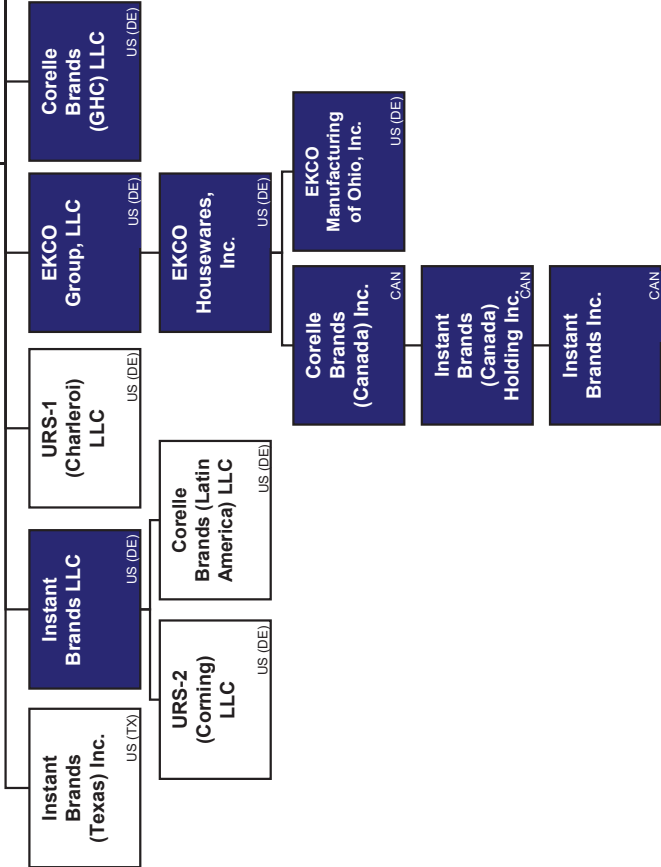 Instant
Brands
(Texas) Inc.
US (TX)
Instant
Brands LLC
US (DE)
URS-1
(Charleroi)
LLC
US (DE)
EKCO
Group, LLC
US (DE)
Corelle
Brands
(GHC) LLC
US (DE)
URS-2
(Corning)
LLC
US (DE)
Corelle
Brands (Latin
America) LLC
US (DE)
EKCO
Housewares,
Inc.
US (DE)
Corelle
Brands
(Canada) Inc.
CAN
EKCO
Manufacturing
of Ohio, Inc.
US (DE)
Instant
Brands
(Canada)
Holding Inc.
CAN
Instant
Brands Inc.
CAN